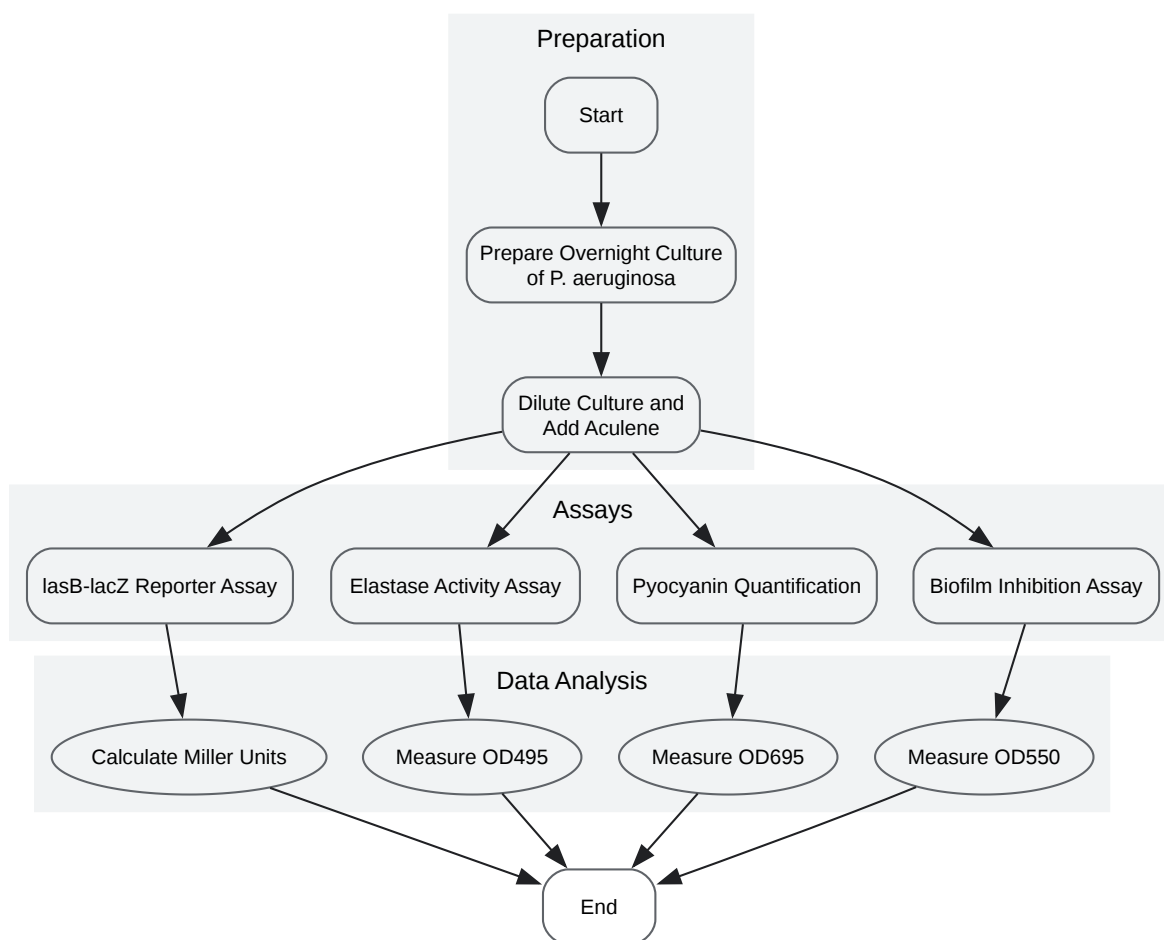 Preparation
Start
Prepare Overnight Culture
of P. aeruginosa
Dilute Culture and
Add Aculene
Assays
lasB-lacZ Reporter Assay
Elastase Activity Assay
Pyocyanin Quantification
Biofilm Inhibition Assay
Data Analysis
Calculate Miller Units
Measure OD495
Measure OD695
Measure OD550
End